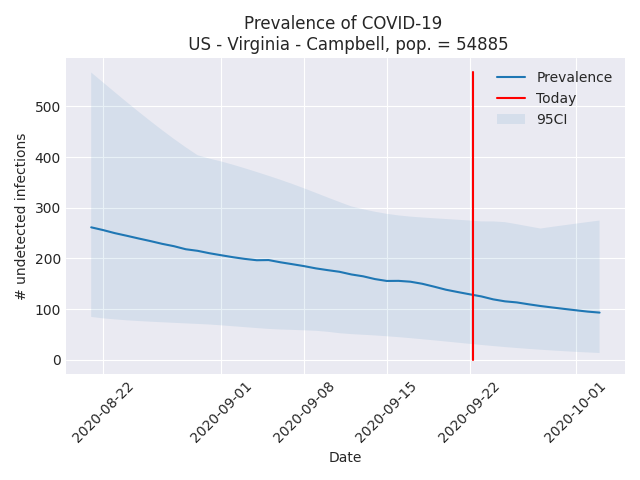 Prevalence of COVID-19
US - Virginia - Campbell, pop. = 54885
Prevalence
Today
95CI
# undetected infections
500
400
300
200
100
0
2020-08-22
2020-09-01
2020-09-08
2020-09-15
2020-09-22
2020-10-01
Date